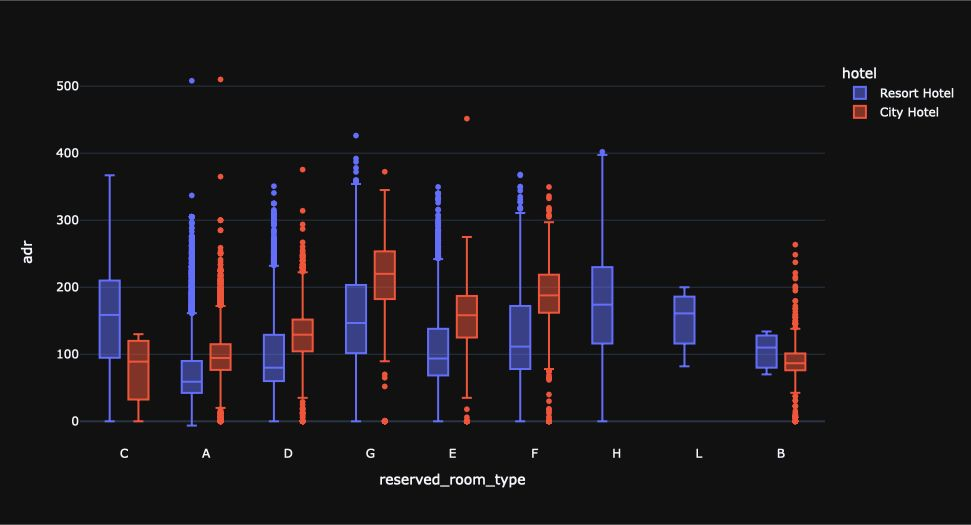 hotel
Resort Hotel
City Hotel
adr
500
400
300
200
100
0
C A D G E F H L B
reserved_room_type